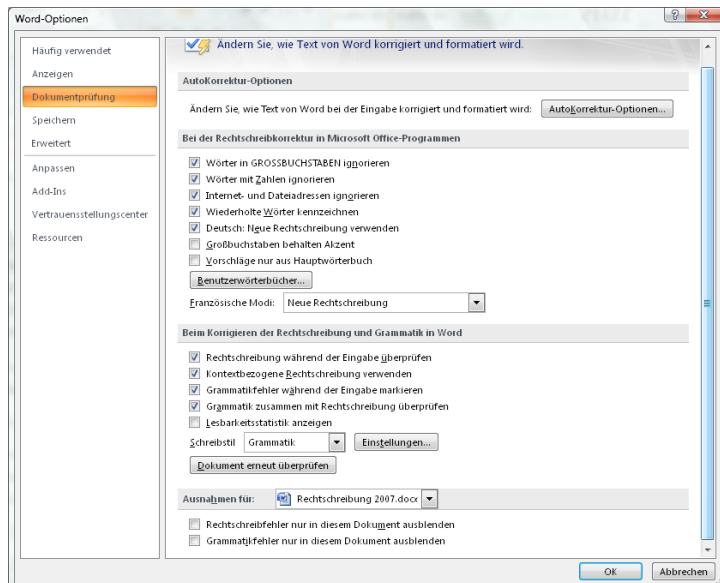 Word-Optionen
Häufig verwendet
Anzeigen
Dokumentprüfung
Speichern
Erweitert
Anpassen
Add-Ins
Vertrauensstellungscenter
Ressourcen
Ändern Sie, wie Text von Word korrigiert und formatiert wird.
AutoKorrektur-Optionen
Ändern Sie, wie Text von Word bei der Eingabe korrigiert und formatiert wird: AutoKorrektur-Optionen...
Bei der Rechtschreibkorrektur in Microsoft Office-Programmen
Wörter in GROSSBUCHSTABEN ignorieren
Wörter mit Zahlen ignorieren
Internet- und Dateiadressen ignorieren
Wiederholte Wörter kennzeichnen
Deutsch: Neue Rechtschreibung verwenden
Großbuchstaben behalten Akzent
Vorschläge nur aus Hauptwörterbuch
Benutzerwörterbücher...
Französische Modi: Neue Rechtschreibung
Beim Korrigieren der Rechtschreibung und Grammatik in Word
Rechtschreibung während der Eingabe überprüfen
Kontextbezogene Rechtschreibung verwenden
Grammatikfehler während der Eingabe markieren
Grammatik zusammen mit Rechtschreibung überprüfen
Lesbarkeitsstatistik anzeigen
Schreibstil Grammatik Einstellungen...
Dokument erneut überprüfen
Ausnahmen für: Rechtschreibung 2007.docx
Rechtschreibfehler nur in diesem Dokument ausblenden
Grammatikfehler nur in diesem Dokument ausblenden
OK Abbrechen